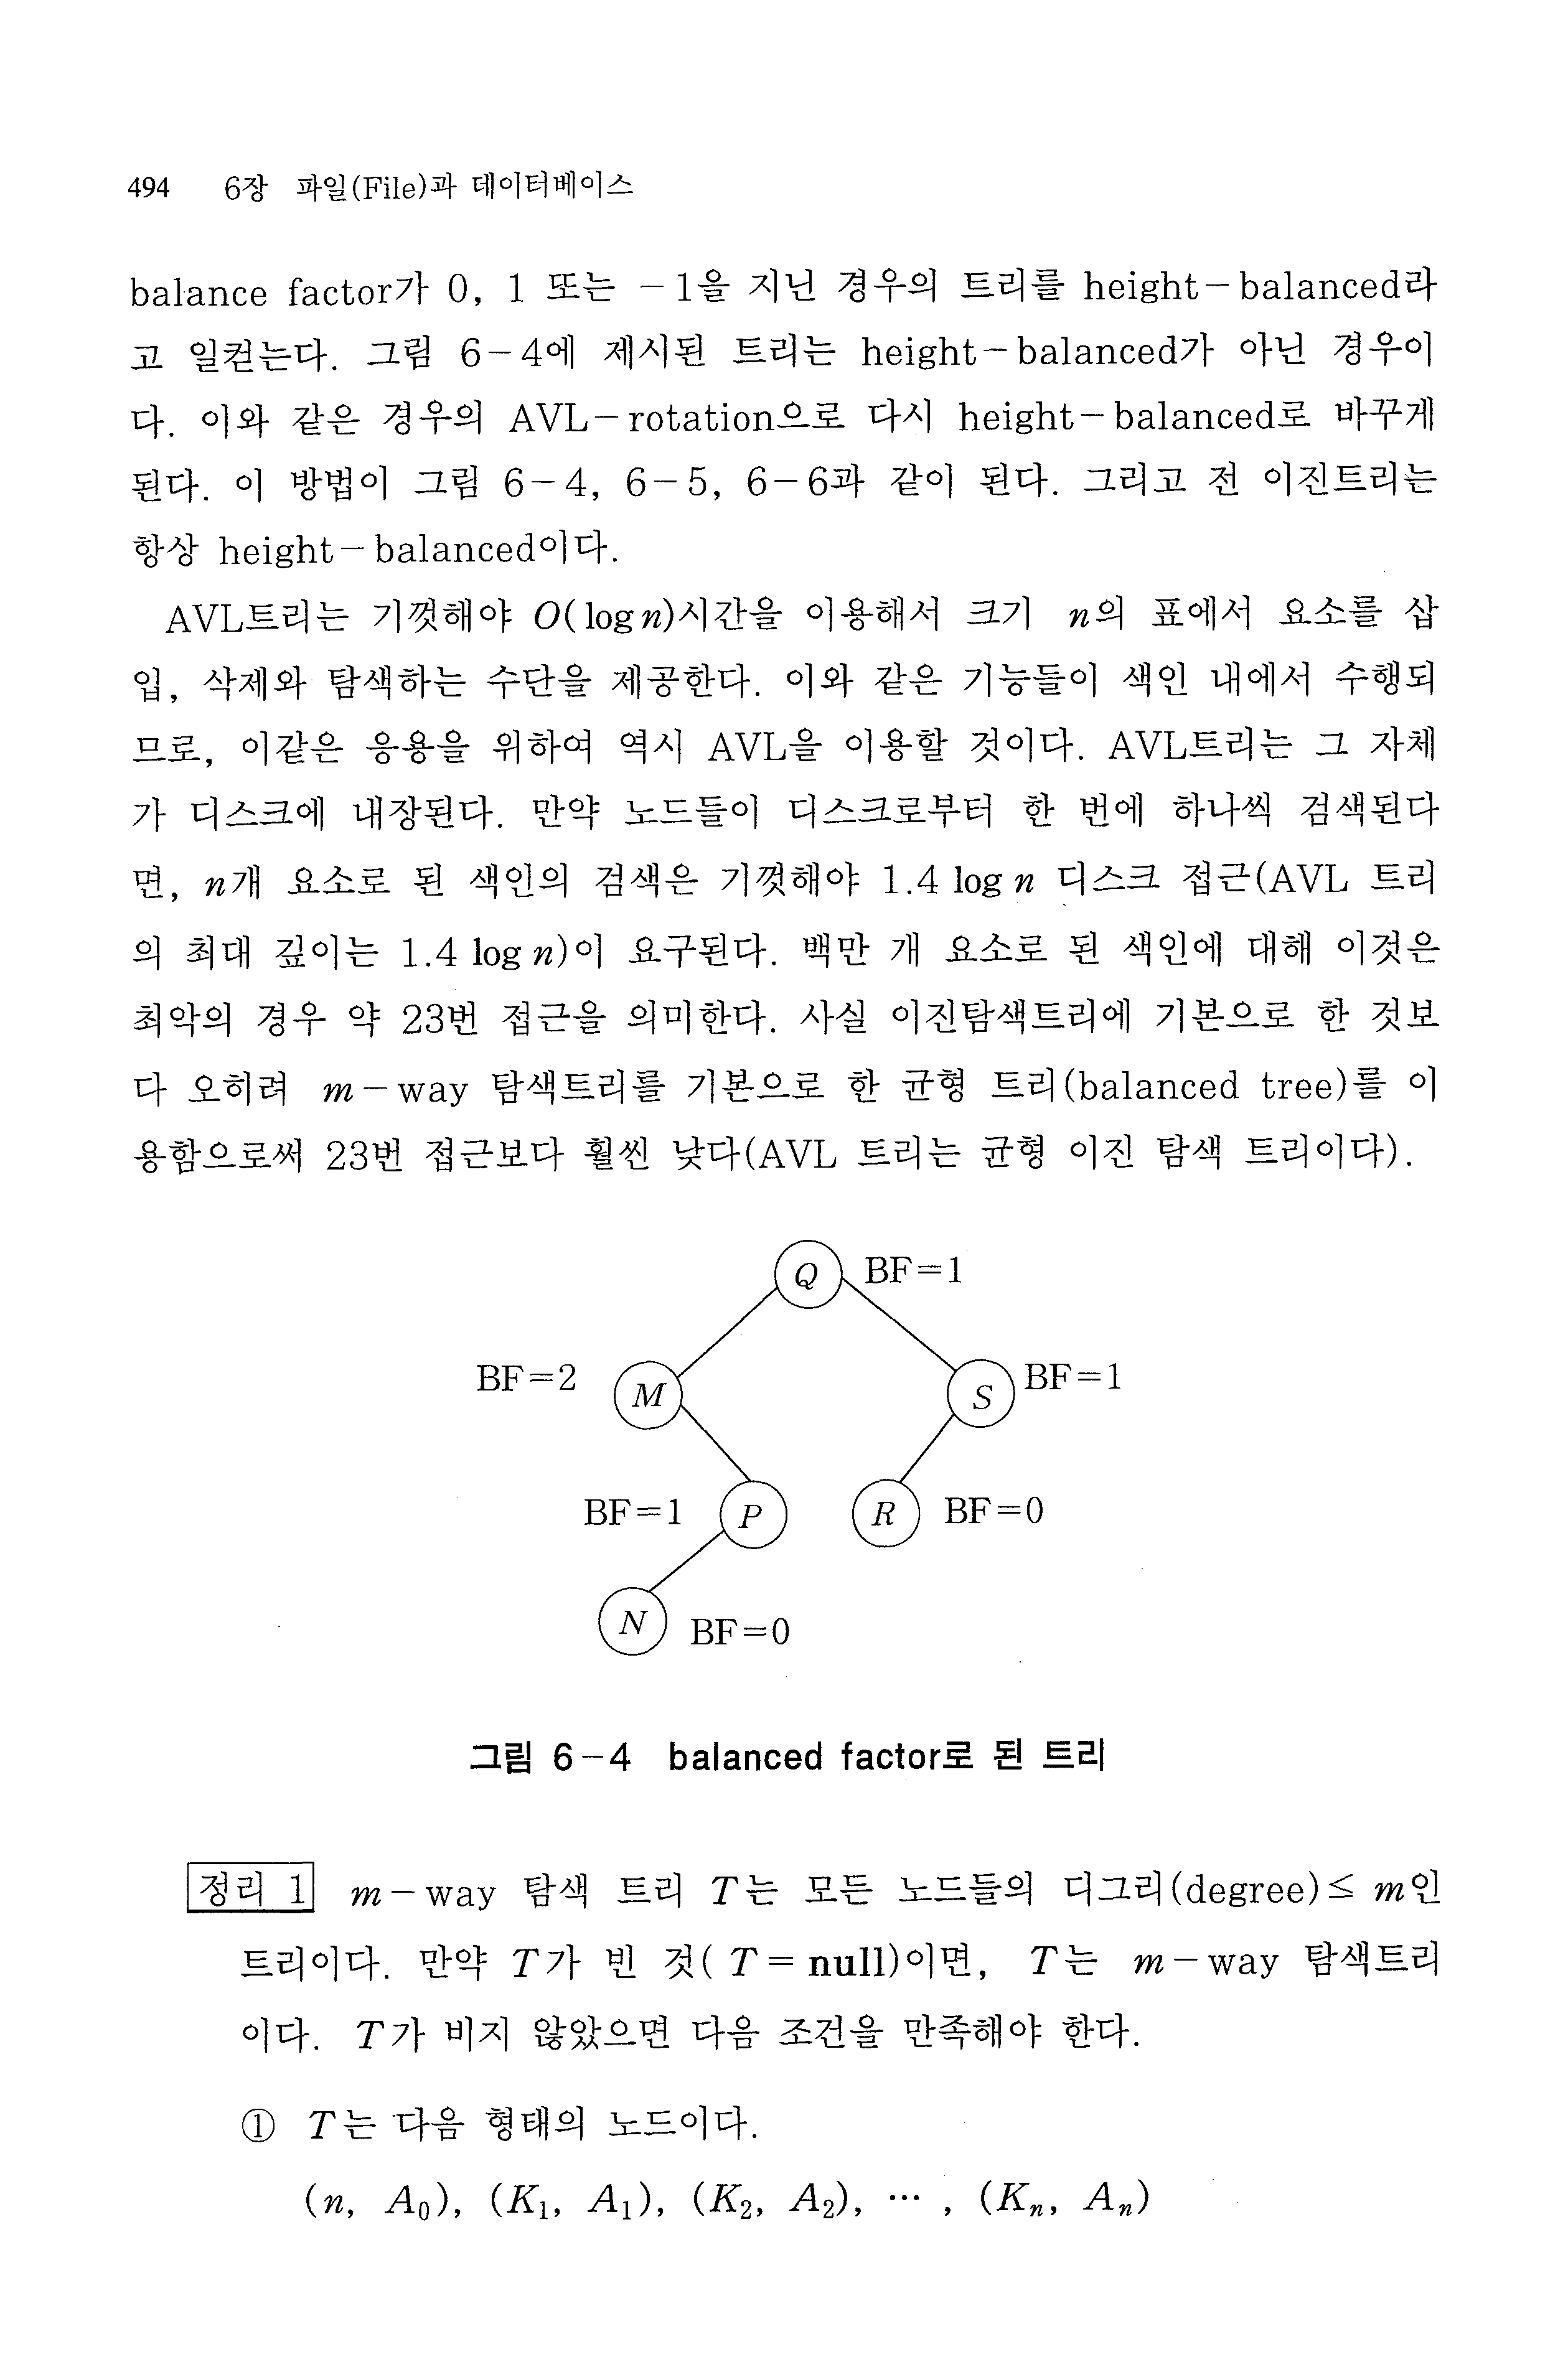 494 6장 파일(File)과 데이터베이스
balance factor가 0, 1 또는 －1을 지닌 경우의 트리를 height－balanced라
고 일컫는다. 그림 6－4에 제시된 트리는 height－balanced가 아닌 경우이
다. 이와 같은 경우의 AVL－rotation으로 다시 height－balanced로 바꾸게
된다. 이 방법이 그림 6－4, 6－5, 6－6과 같이 된다. 그리고 전 이진트리는
항상 height－balanced이다.
AVL트리는 기껏해야 O(log n)시간을 이용해서 크기 n의 표에서 요소를 삽
입, 삭제와 탐색하는 수단을 제공한다. 이와 같은 기능들이 색인 내에서 수행되
므로, 이같은 응용을 위하여 역시 AVL을 이용할 것이다. AVL트리는 그 자체
가 디스크에 내장된다. 만약 노드들이 디스크로부터 한 번에 하나씩 검색된다
면, n개 요소로 된 색인의 검색은 기껏해야 1.4 log n 디스크 접근(AVL 트리
의 최대 깊이는 1.4 log n)이 요구된다. 백만 개 요소로 된 색인에 대해 이것은
최악의 경우 약 23번 접근을 의미한다. 사실 이진탐색트리에 기본으로 한 것보
다 오히려 m－way 탐색트리를 기본으로 한 균형 트리(balanced tree)를 이
용함으로써 23번 접근보다 훨씬 낮다(AVL 트리는 균형 이진 탐색 트리이다).
Q BF=1
BF=2 M S BF=1
BF=1 P R BF=0
N BF=0
그림 6－4 balanced factor로 된 트리
정리 1 m－way 탐색 트리 T는 모든 노드들의 디그리(degree)≤ m인
트리이다. 만약 T가 빈 것( T= null)이면, T는 m－way 탐색트리
이다. T가 비지 않았으면 다음 조건을 만족해야 한다.
① T는 다음 형태의 노드이다.
(n, A₀), (K₁, A₁), (K₂, A₂), ⋯ , (Kₙ, Aₙ)